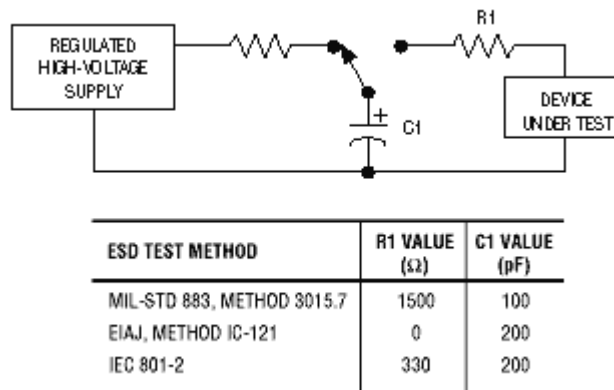 REGULATED
HIGH-VOLTAGE
SUPPLY
R1
+
C1
DEVICE
UNDER TEST
ESD TEST METHOD R1 VALUE (Ω) C1 VALUE (pF)
MIL-STD 883, METHOD 3015.7 1500 100
EIAJ, METHOD IC-121 0 200
IEC 801-2 330 200